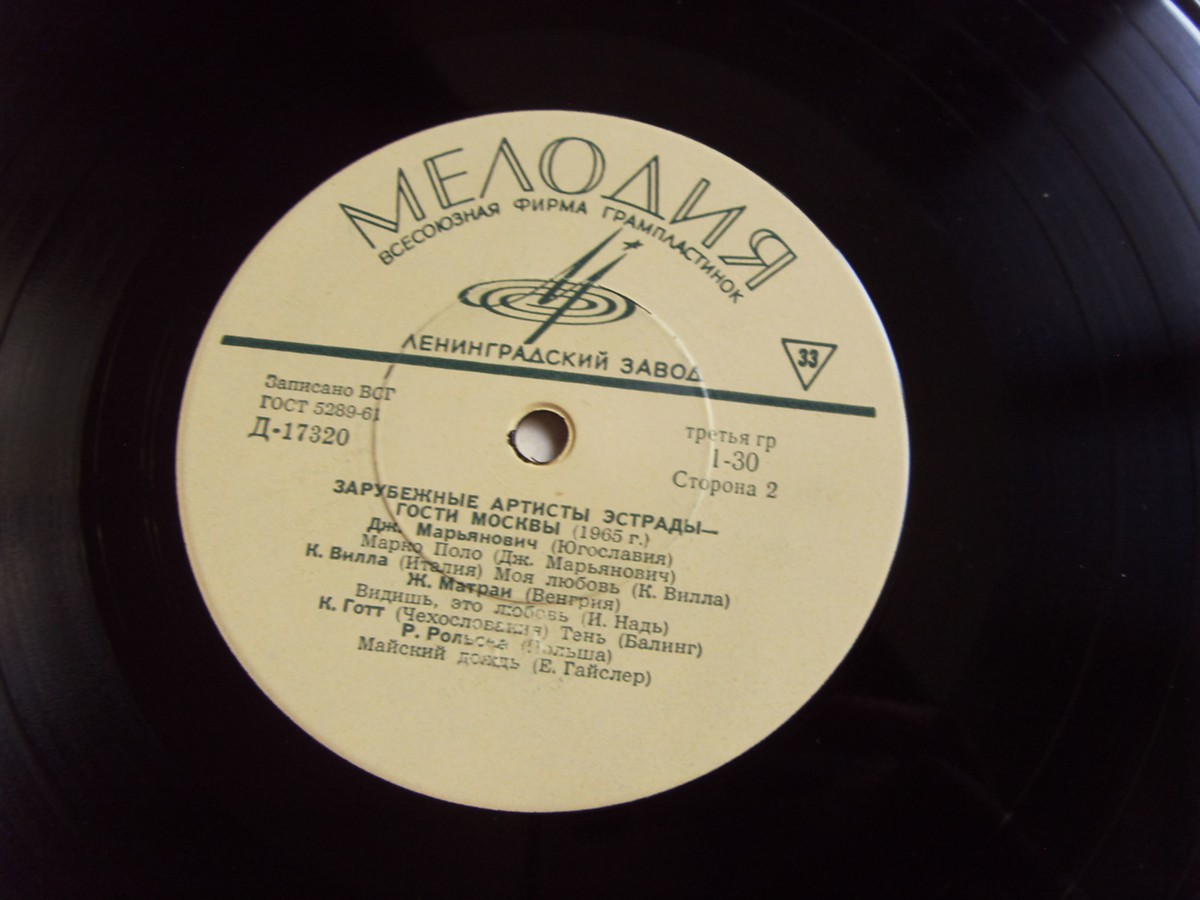 МЕЛОДИЯ
ВСЕСОЮЗНАЯ ФИРМА ГРАМПЛАСТИНОК
ЛЕНИНГРАДСКИЙ ЗАВОД
33
Записано ВСГ
ГОСТ 5289-61
Д-17320
третья гр
1-30
Сторона 2
ЗАРУБЕЖНЫЕ АРТИСТЫ ЭСТРАДЫ—
ГОСТИ МОСКВЫ (1965 г.)
Дж. Марьянович (Югославия)
Марко Поло (Дж. Марьянович)
К. Вилла (Италия) Моя любовь (К. Вилла)
Ж. Матраи (Венгрия)
Видишь, это любовь (И. Надь)
К. Готт (Чехословакия) Тень (Балинг)
Р. Рольска (Польша)
Майский дождь (Е. Гайслер)